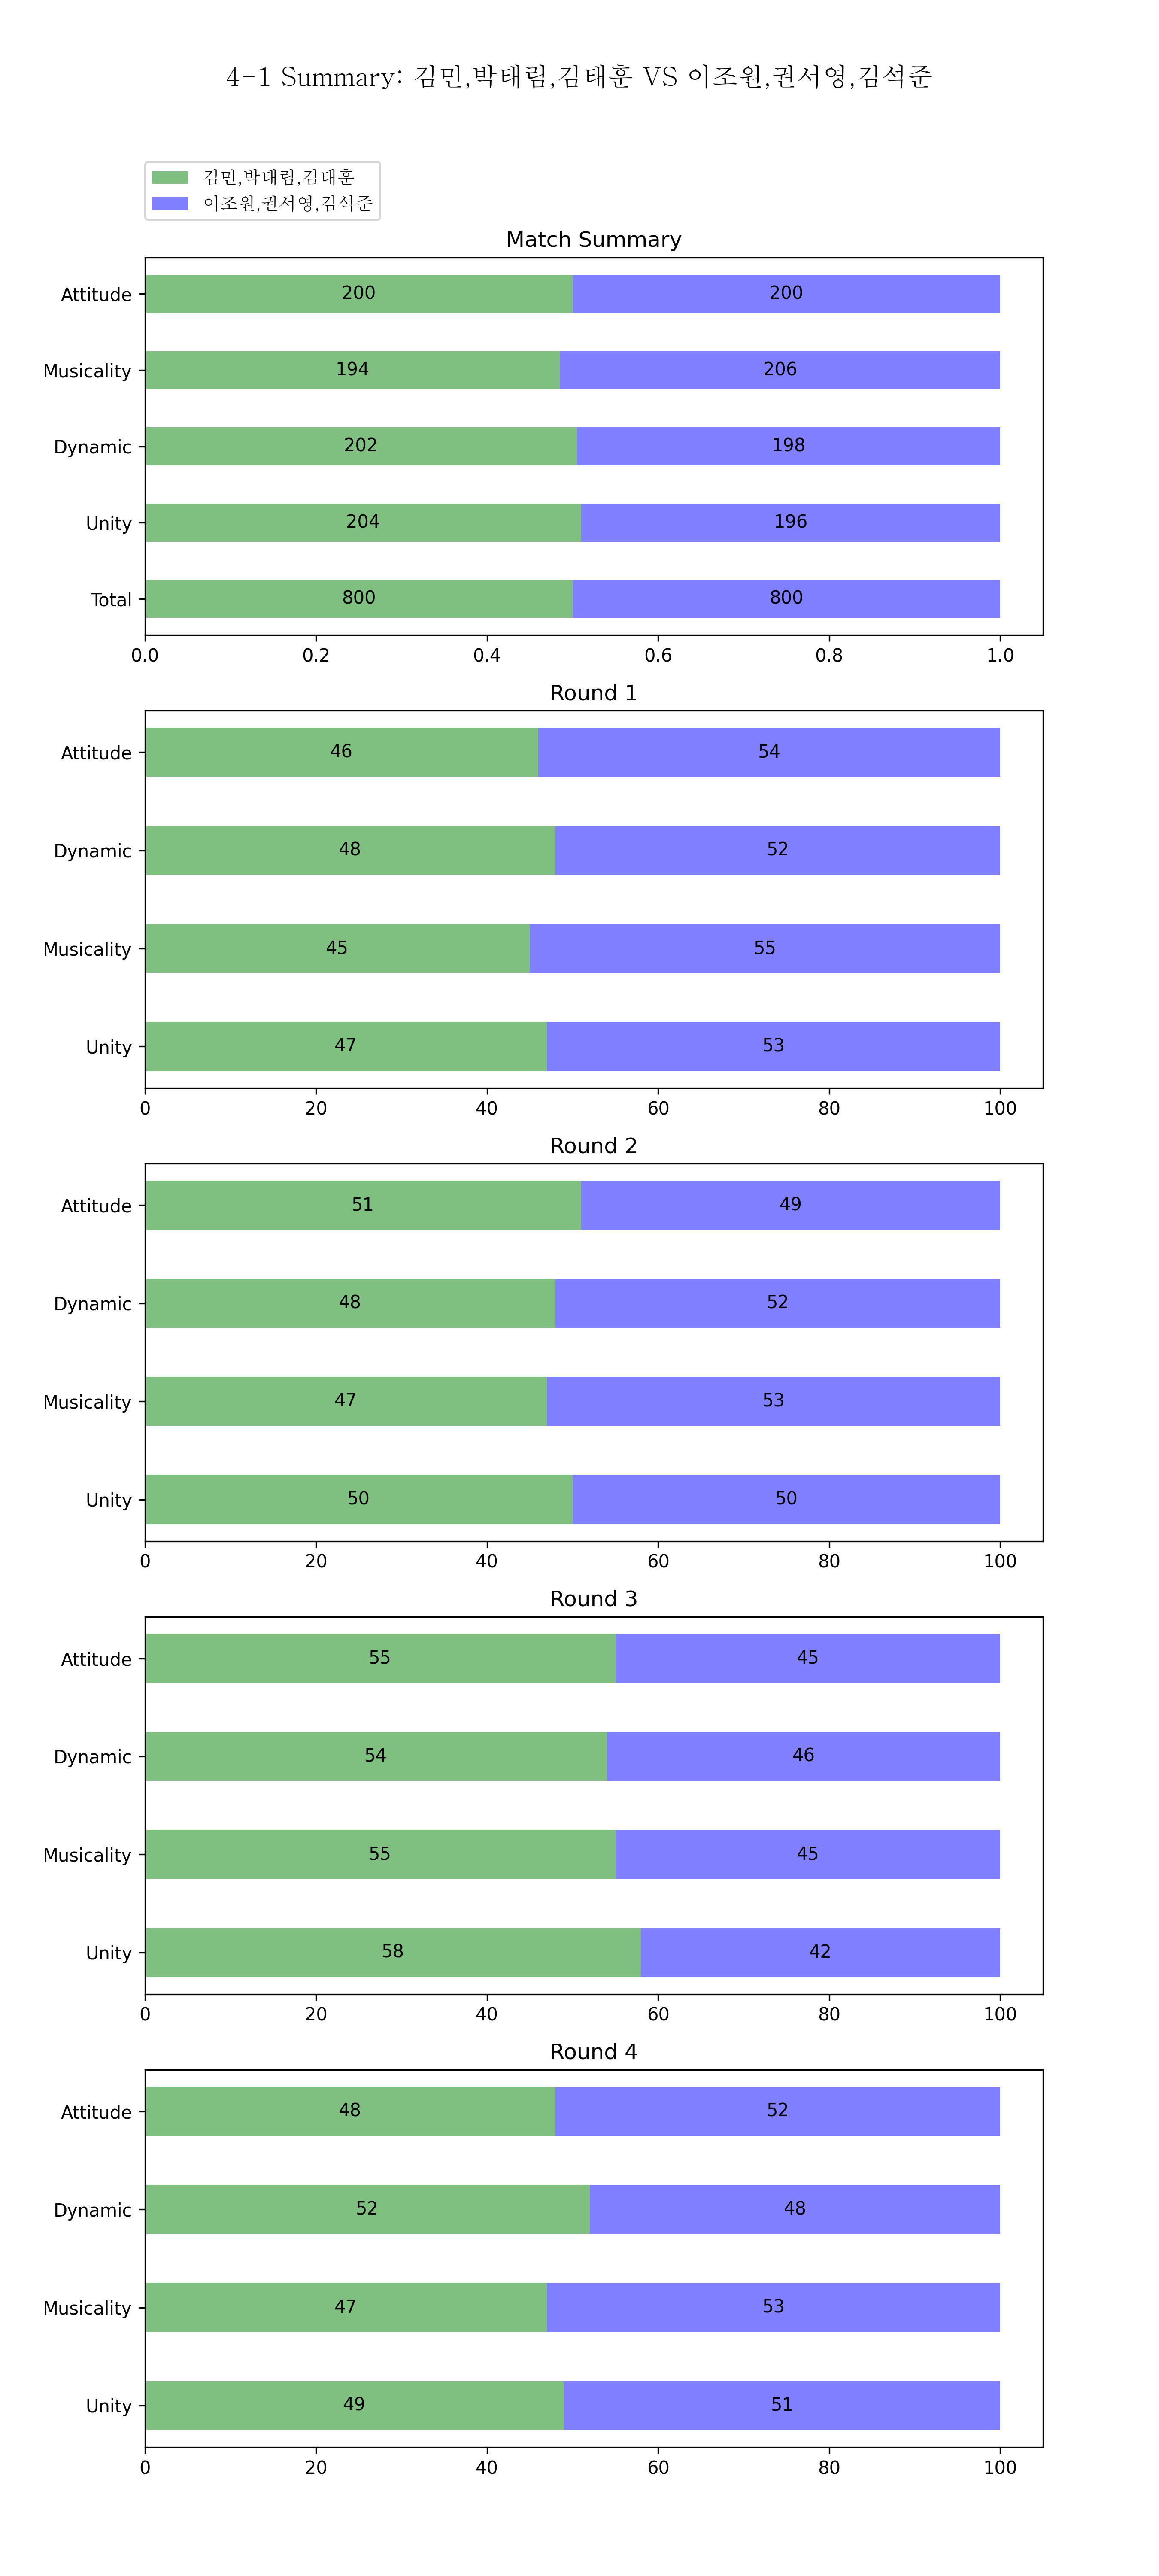 4-1 Summary: 김민,박태림,김태훈 VS 이조원,권서영,김석준
김민,박태림,김태훈
이조원,권서영,김석준
Match Summary
Attitude 200 200
Musicality 194 206
Dynamic 202 198
Unity 204 196
Total 800 800
0.0 0.2 0.4 0.6 0.8 1.0
Round 1
Attitude 46 54
Dynamic 48 52
Musicality 45 55
Unity 47 53
0 20 40 60 80 100
Round 2
Attitude 51 49
Dynamic 48 52
Musicality 47 53
Unity 50 50
0 20 40 60 80 100
Round 3
Attitude 55 45
Dynamic 54 46
Musicality 55 45
Unity 58 42
0 20 40 60 80 100
Round 4
Attitude 48 52
Dynamic 52 48
Musicality 47 53
Unity 49 51
0 20 40 60 80 100